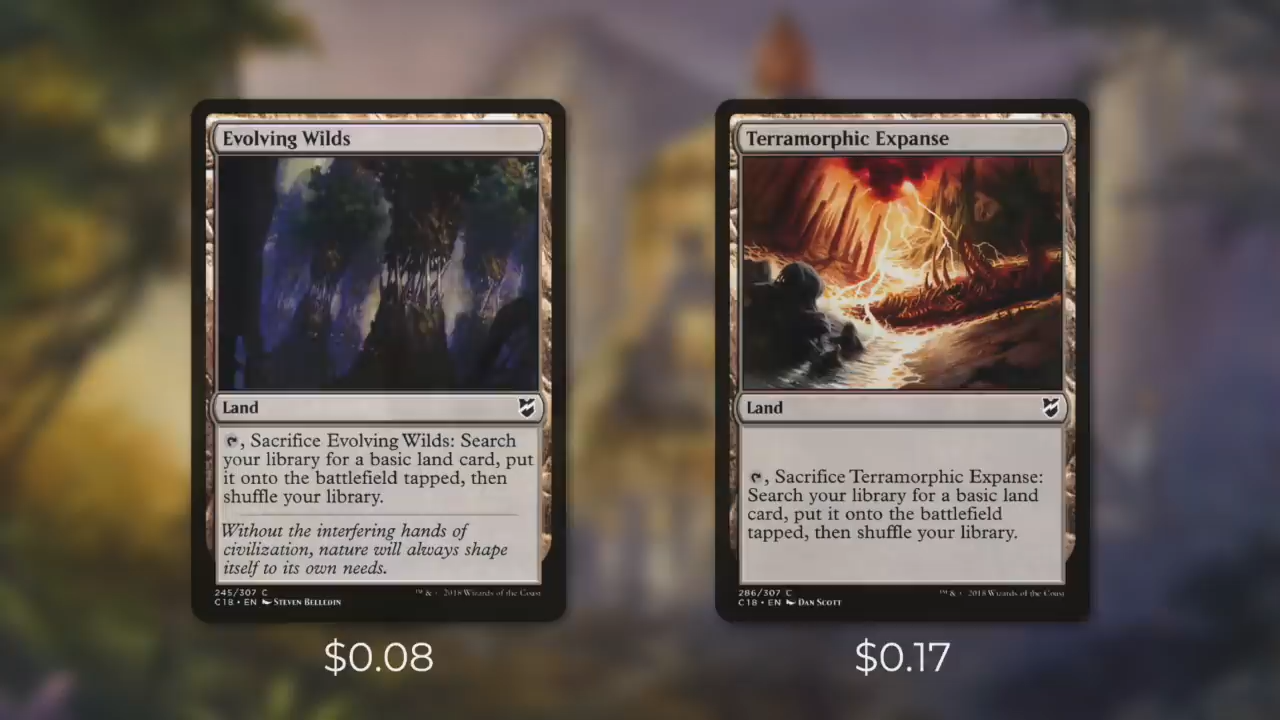 Evolving Wilds
Land
, Sacrifice Evolving Wilds: Search
your library for a basic land card, put
it onto the battlefield tapped, then
shuffle your library.
Without the interfering hands of
civilization, nature will always shape
itself to its own needs.
245/307 C
C18 • EN Steven Belledin
™ & 2018 Wizards of the Coast
$0.08
Terramorphic Expanse
Land
, Sacrifice Terramorphic Expanse:
Search your library for a basic land
card, put it onto the battlefield
tapped, then shuffle your library.
286/307 C
C18 • EN Dan Scott
™ & 2018 Wizards of the Coast
$0.17